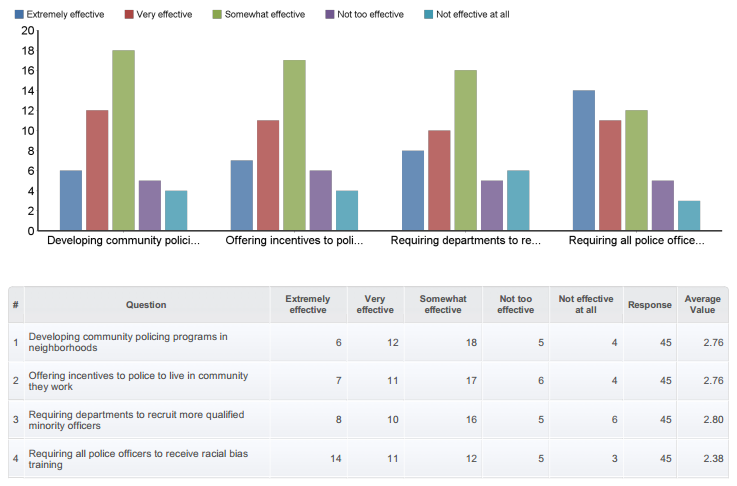 Extremely effective Very effective Somewhat effective Not too effective Not effective at all
20
18
16
14
12
10
8
6
4
2
0
Developing community polici... Offering incentives to poli... Requiring departments to re... Requiring all police office...
# Question Extremely effective Very effective Somewhat effective Not too effective Not effective at all Response Average Value
1 Developing community policing programs in
neighborhoods 6 12 18 5 4 45 2.76
2 Offering incentives to police to live in community
they work 7 11 17 6 4 45 2.76
3 Requiring departments to recruit more qualified
minority officers 8 10 16 5 6 45 2.80
4 Requiring all police officers to receive racial bias
training 14 11 12 5 3 45 2.38